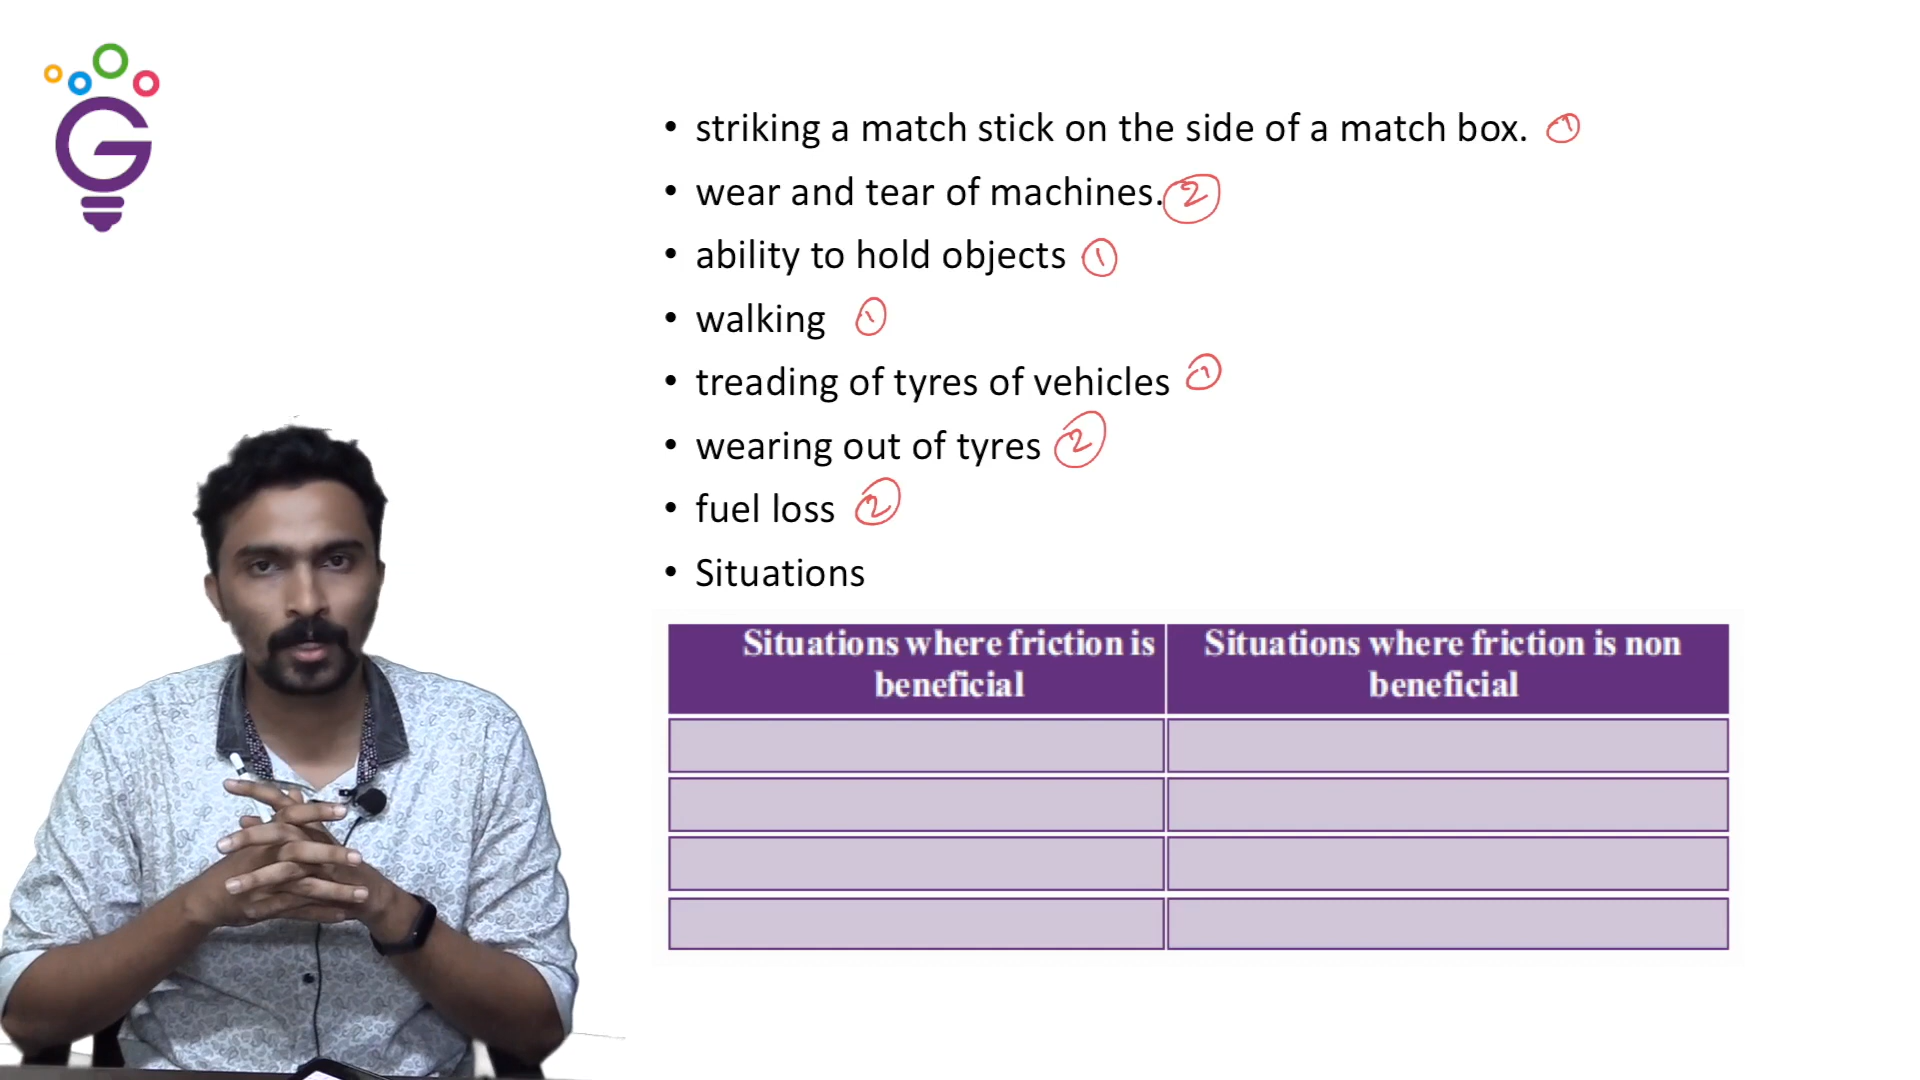 • striking a match stick on the side of a match box. 1
• wear and tear of machines. 2
• ability to hold objects 1
• walking 1
• treading of tyres of vehicles 1
• wearing out of tyres 2
• fuel loss 2
• Situations
Situations where friction is beneficial
Situations where friction is non beneficial